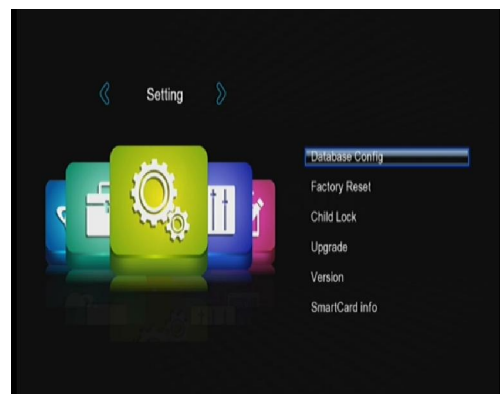 Setting
Database Config
Factory Reset
Child Lock
Upgrade
Version
SmartCard info